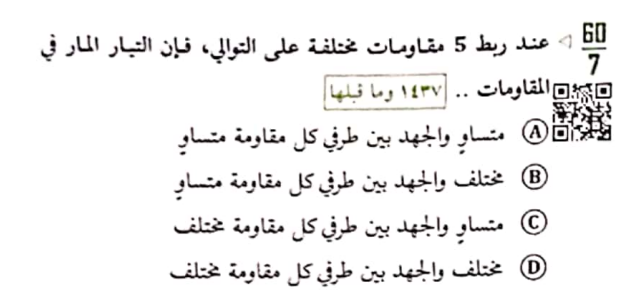 60
7
◁ عند ربط 5 مقاومات مختلفة على التوالي، فإن التيار المار في
المقاومات .. ١٤٣٧ وما قبلها
A متساوٍ والجهد بين طرفي كل مقاومة متساوٍ
B مختلف والجهد بين طرفي كل مقاومة متساوٍ
C متساوٍ والجهد بين طرفي كل مقاومة مختلف
D مختلف والجهد بين طرفي كل مقاومة مختلف